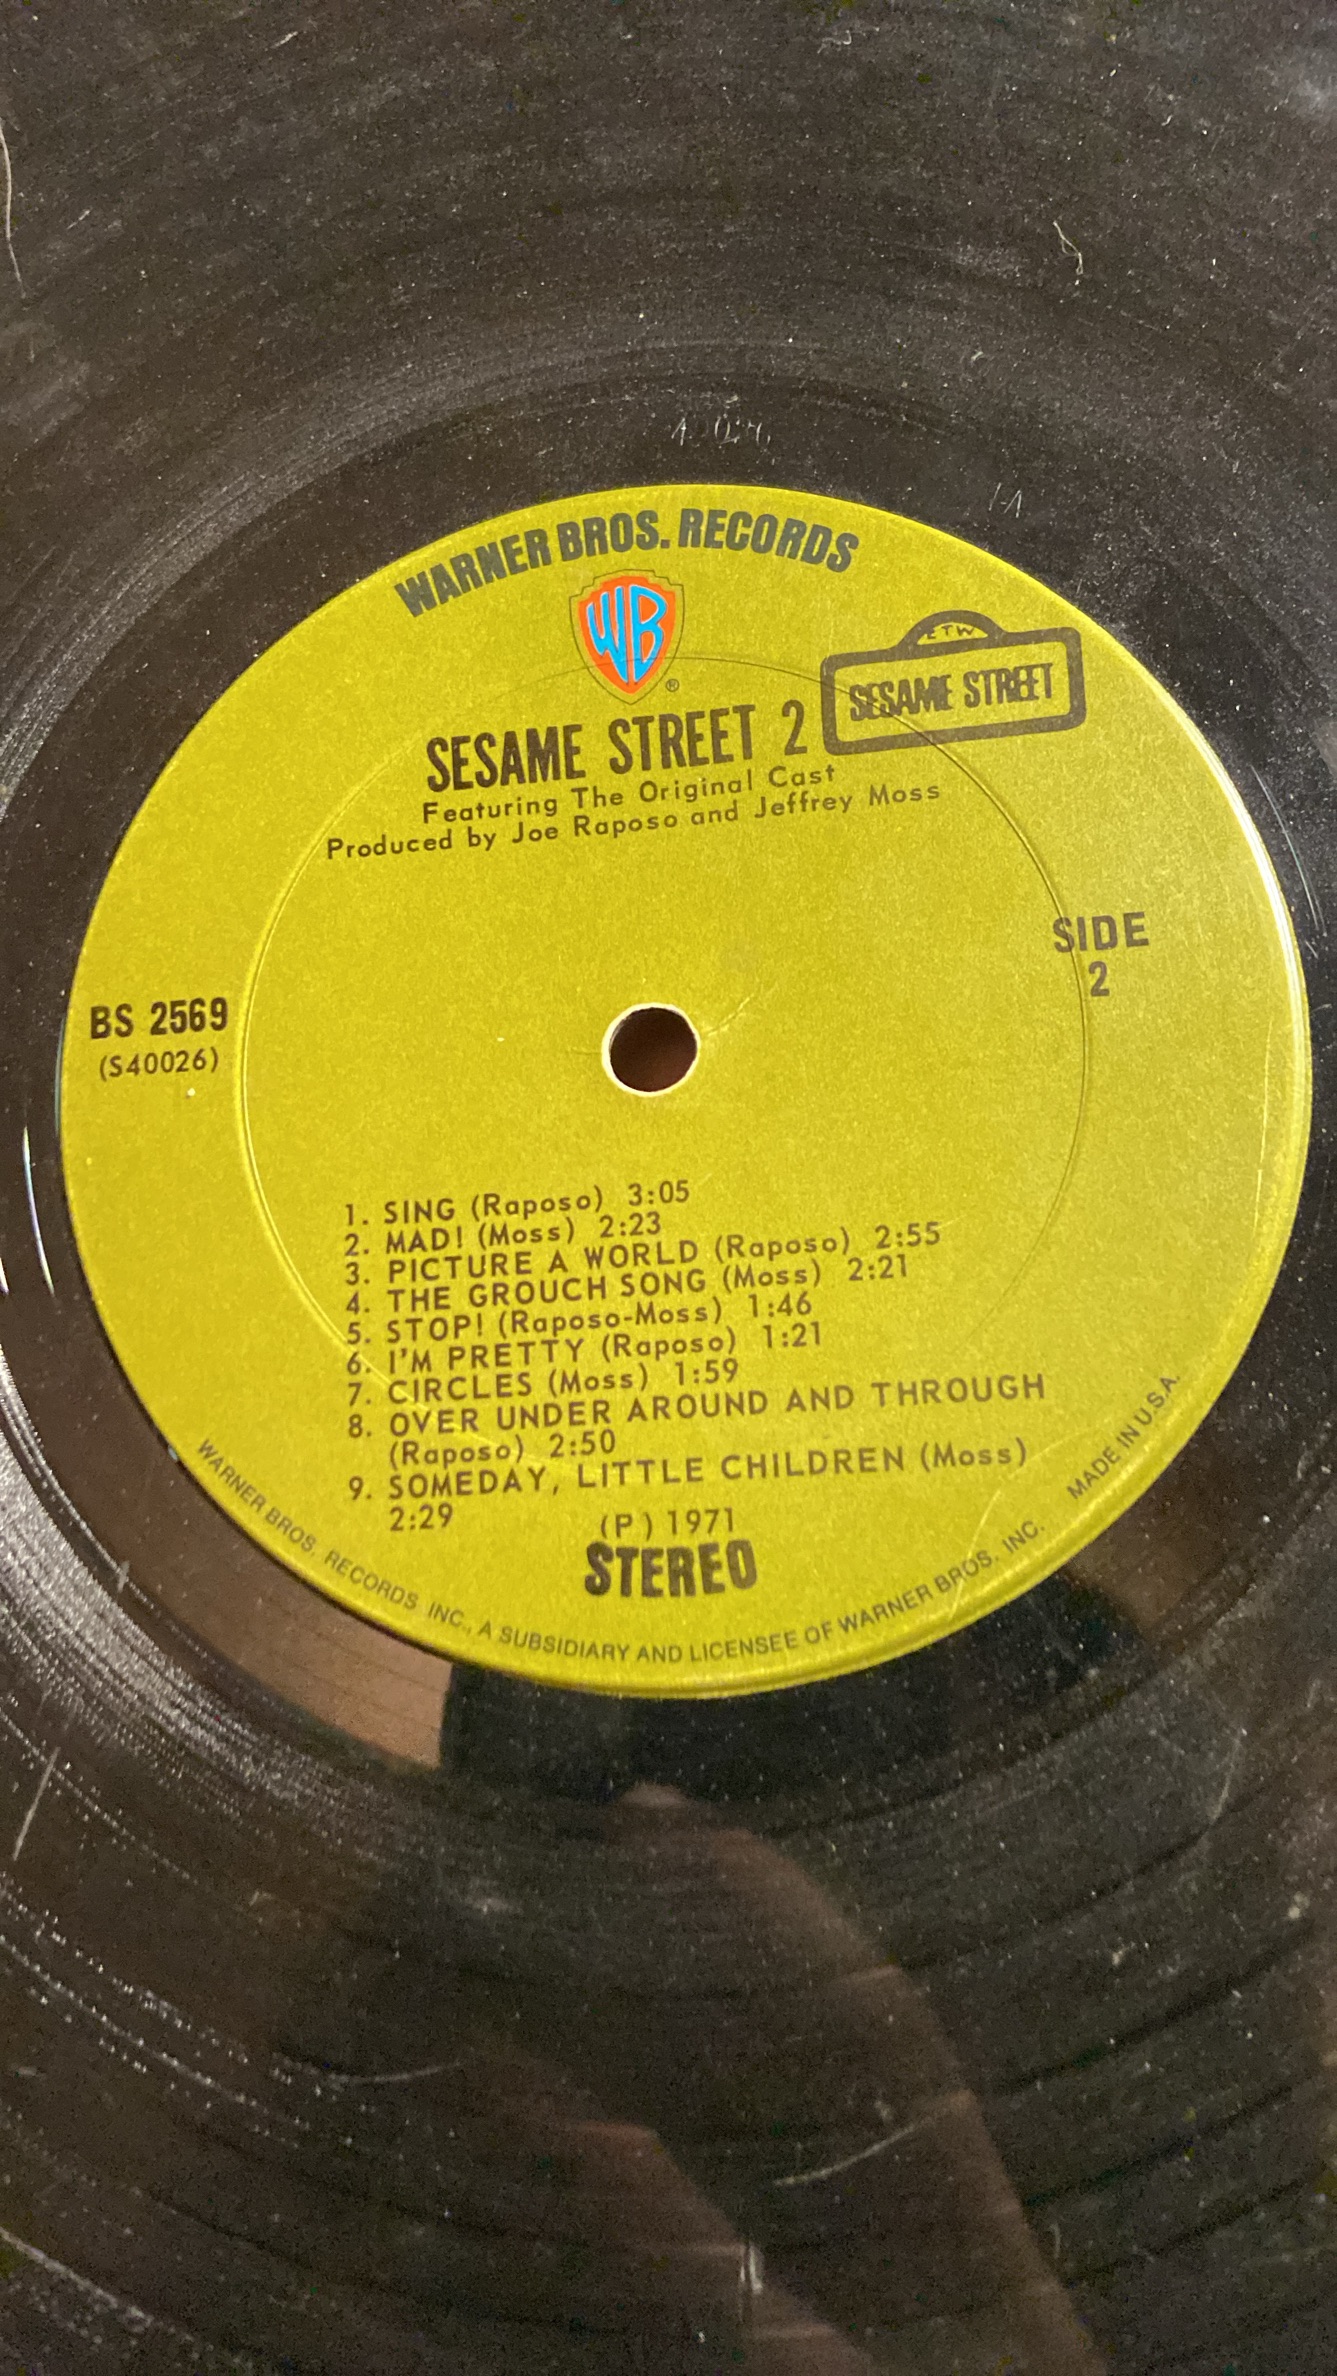 WARNER BROS. RECORDS
WB
®
CTW
SESAME STREET
SESAME STREET 2
Featuring The Original Cast
Produced by Joe Raposo and Jeffrey Moss
SIDE
2
BS 2569
(S40026)
1. SING (Raposo) 3:05
2. MAD! (Moss) 2:23
3. PICTURE A WORLD (Raposo) 2:55
4. THE GROUCH SONG (Moss) 2:21
5. STOP! (Raposo-Moss) 1:46
6. I'M PRETTY (Raposo) 1:21
7. CIRCLES (Moss) 1:59
8. OVER UNDER AROUND AND THROUGH
(Raposo) 2:50
9. SOMEDAY, LITTLE CHILDREN (Moss)
2:29
(P) 1971
STEREO
WARNER BROS. RECORDS INC., A SUBSIDIARY AND LICENSEE OF WARNER BROS. INC. MADE IN U.S.A.